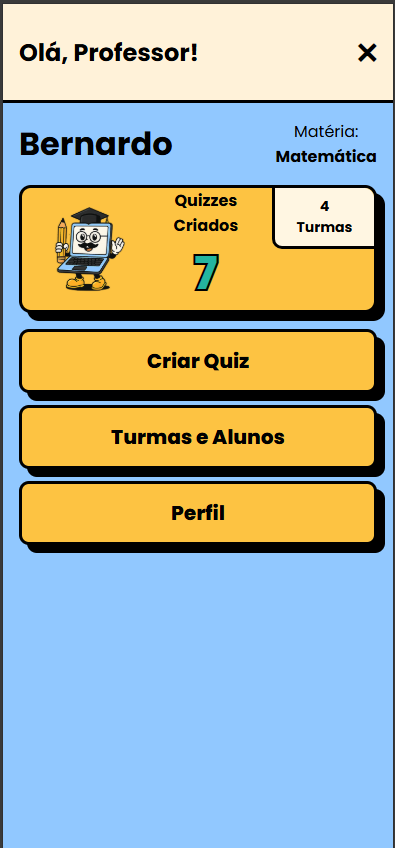 Olá, Professor!
Bernardo
Matéria:
Matemática
Quizzes
Criados
7
4
Turmas
Criar Quiz
Turmas e Alunos
Perfil